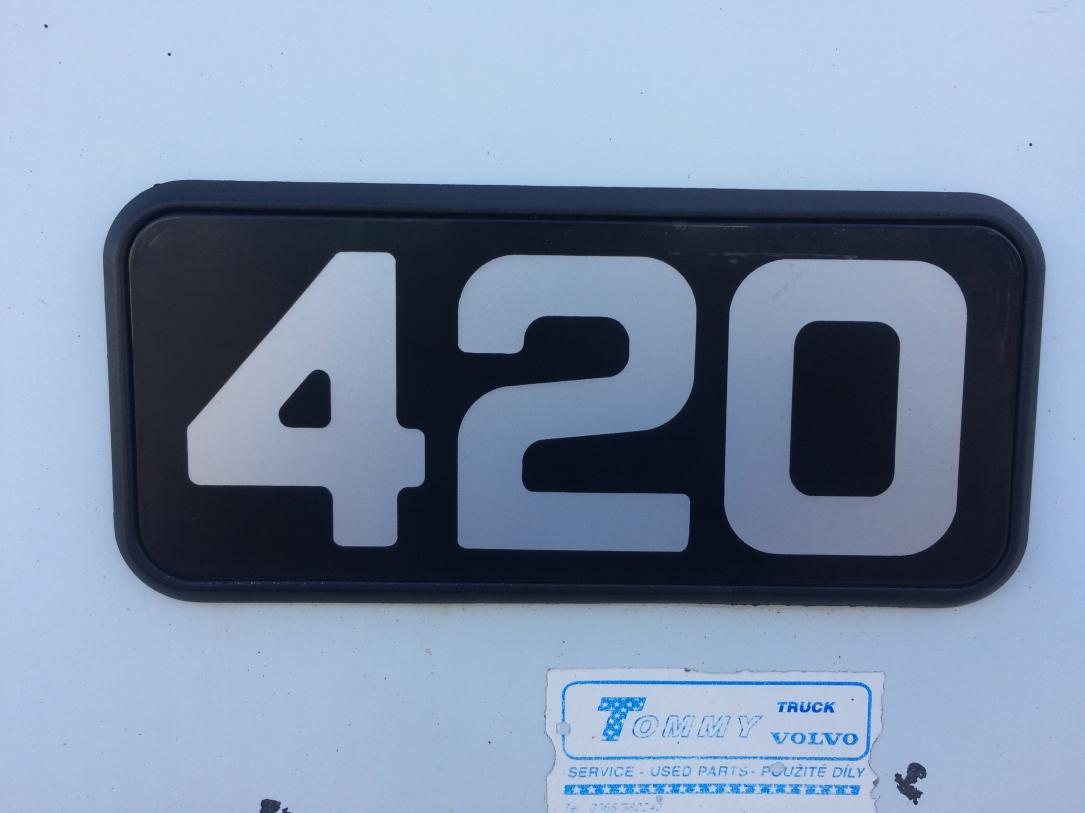 420
TOMMY TRUCK
VOLVO
SERVICE - USED PARTS - POUŽITÉ DÍLY